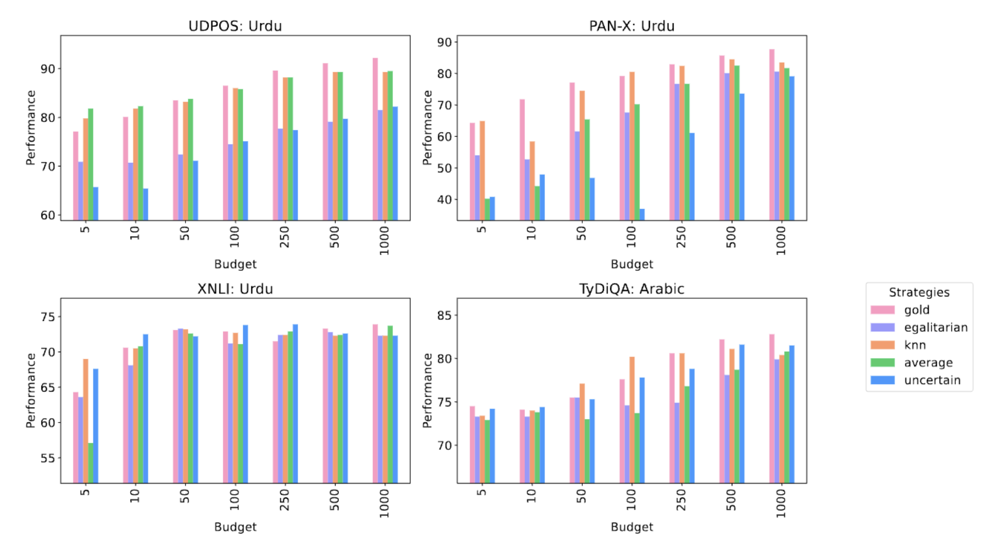 UDPOS: Urdu
Performance
90
80
70
60
5 10 50 100 250 500 1000
Budget
PAN-X: Urdu
Performance
90
80
70
60
50
40
5 10 50 100 250 500 1000
Budget
XNLI: Urdu
Performance
75
70
65
60
55
5 10 50 100 250 500 1000
Budget
TyDiQA: Arabic
Performance
85
80
75
70
5 10 50 100 250 500 1000
Budget
Strategies
gold
egalitarian
knn
average
uncertain